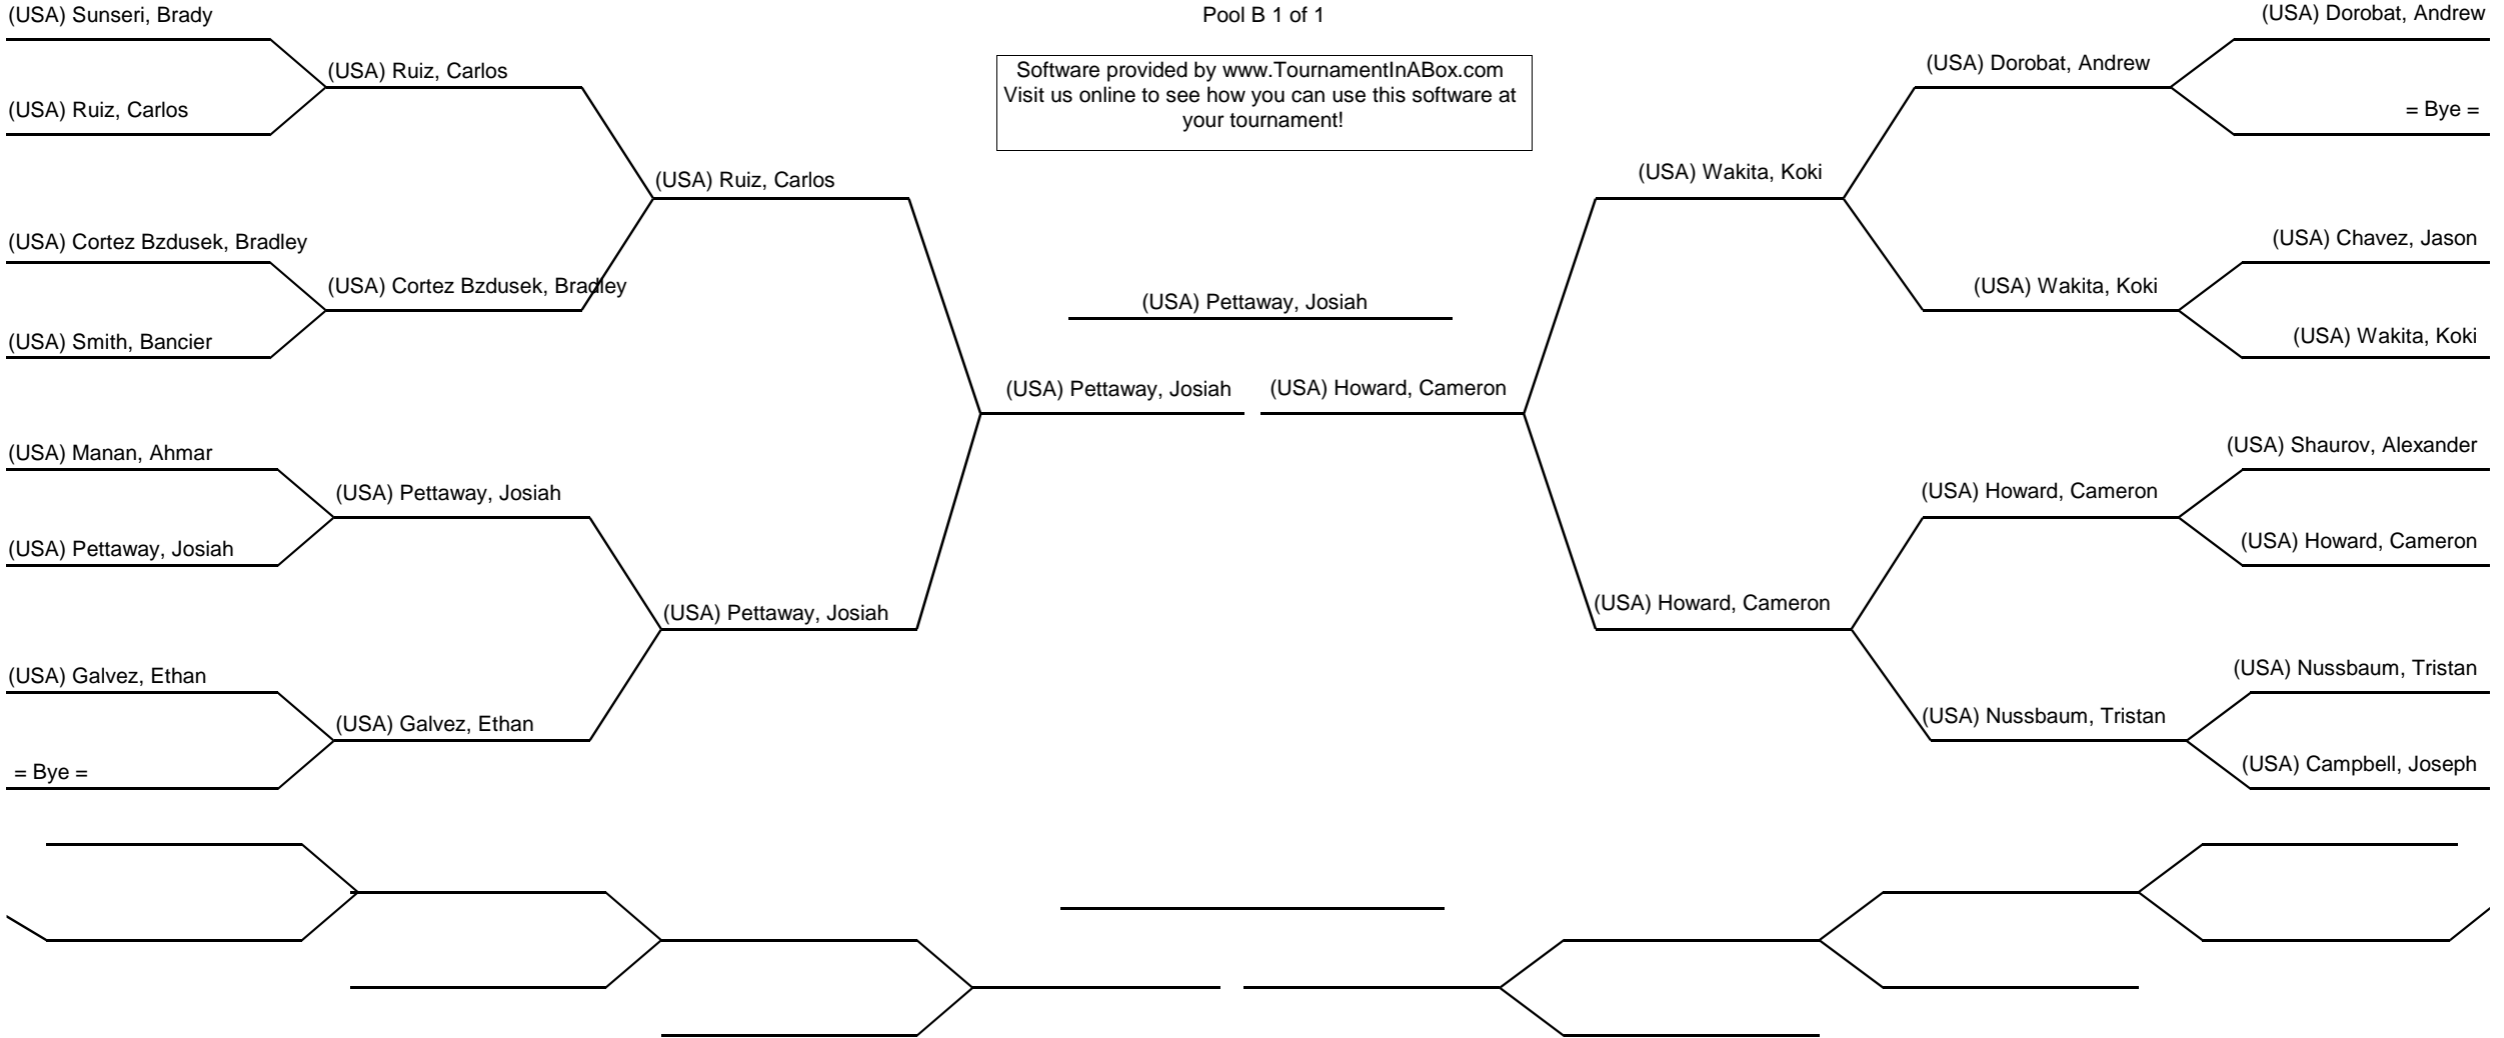 (USA) Sunseri, Brady
Pool B 1 of 1
(USA) Dorobat, Andrew
(USA) Ruiz, Carlos
Software provided by www.TournamentInABox.com
Visit us online to see how you can use this software at
your tournament!
(USA) Dorobat, Andrew
(USA) Ruiz, Carlos
= Bye =
(USA) Ruiz, Carlos
(USA) Wakita, Koki
(USA) Cortez Bzdusek, Bradley
(USA) Chavez, Jason
(USA) Cortez Bzdusek, Bradley
(USA) Wakita, Koki
(USA) Pettaway, Josiah
(USA) Smith, Bancier
(USA) Wakita, Koki
(USA) Pettaway, Josiah
(USA) Howard, Cameron
(USA) Manan, Ahmar
(USA) Shaurov, Alexander
(USA) Pettaway, Josiah
(USA) Howard, Cameron
(USA) Pettaway, Josiah
(USA) Howard, Cameron
(USA) Pettaway, Josiah
(USA) Howard, Cameron
(USA) Galvez, Ethan
(USA) Nussbaum, Tristan
(USA) Galvez, Ethan
(USA) Nussbaum, Tristan
= Bye =
(USA) Campbell, Joseph